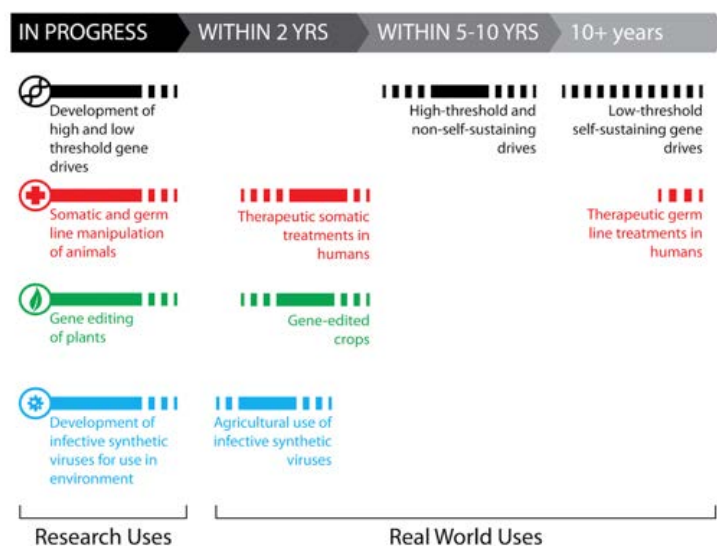 IN PROGRESS
WITHIN 2 YRS
WITHIN 5-10 YRS
10+ years
Development of
high and low
threshold gene
drives
High-threshold and
non-self-sustaining
drives
Low-threshold
self-sustaining gene
drives
Somatic and germ
line manipulation
of animals
Therapeutic somatic
treatments in
humans
Therapeutic germ
line treatments in
humans
Gene editing
of plants
Gene-edited
crops
Development of
infective synthetic
viruses for use in
environment
Agricultural use of
infective synthetic
viruses
Research Uses
Real World Uses